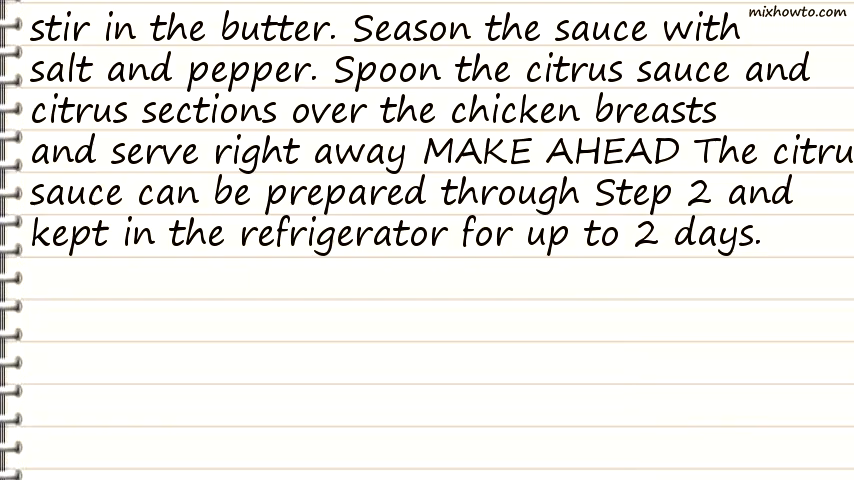 mixhowto.com
stir in the butter. Season the sauce with
salt and pepper. Spoon the citrus sauce and
citrus sections over the chicken breasts
and serve right away MAKE AHEAD The citru
sauce can be prepared through Step 2 and
kept in the refrigerator for up to 2 days.